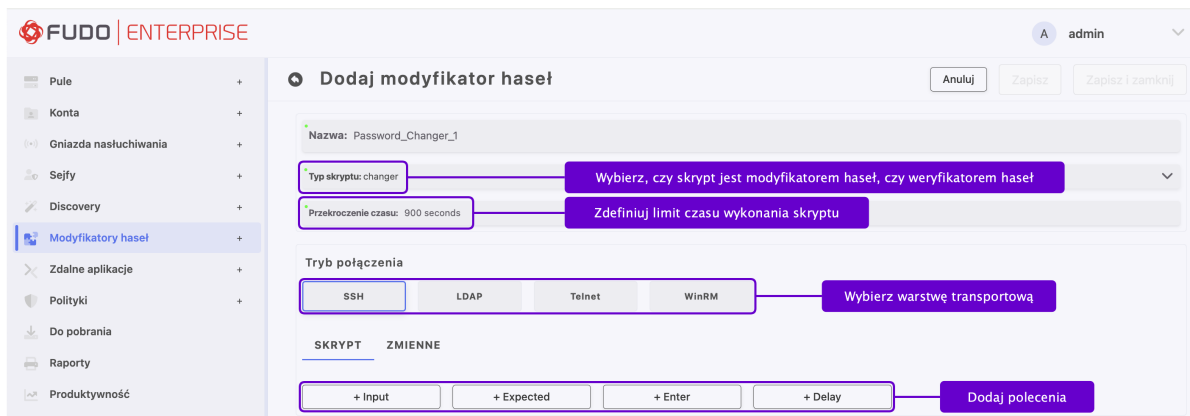 FUDO ENTERPRISE
A admin
Pule +
Konta +
Gniazda nasłuchiwania +
Sejfy +
Discovery +
Modyfikatory haseł +
Zdalne aplikacje +
Polityki +
Do pobrania
Raporty
Produktywność
Dodaj modyfikator haseł
Anuluj Zapisz Zapisz i zamknij
* Nazwa: Password_Changer_1
* Typ skryptu: changer Wybierz, czy skrypt jest modyfikatorem haseł, czy weryfikatorem haseł
* Przekroczenie czasu: 900 seconds Zdefiniuj limit czasu wykonania skryptu
Tryb połączenia
SSH LDAP Telnet WinRM Wybierz warstwę transportową
SKRYPT ZMIENNE
+ Input + Expected + Enter + Delay Dodaj polecenia